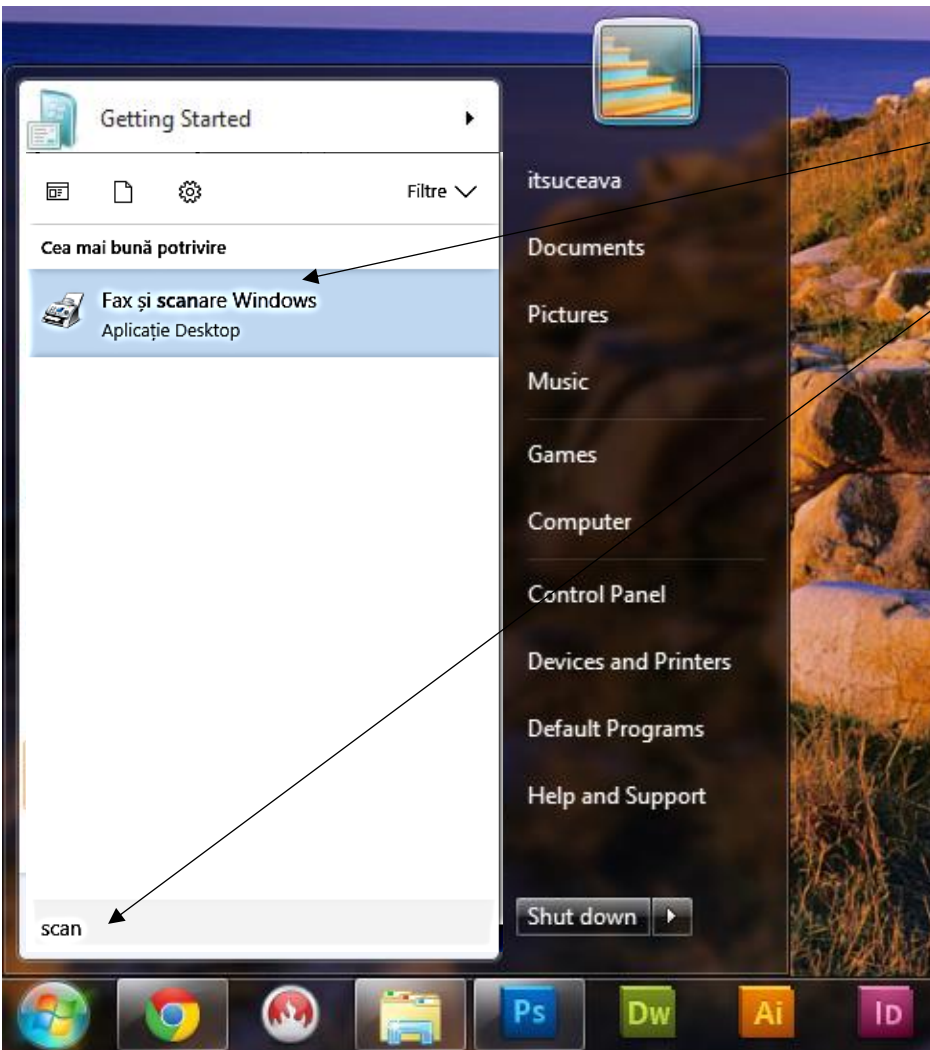 Getting Started
Filtre
Cea mai bună potrivire
Fax și scanare Windows
Aplicație Desktop
scan
itsuceava
Documents
Pictures
Music
Games
Computer
Control Panel
Devices and Printers
Default Programs
Help and Support
Shut down
Ps
Dw
Ai
ID